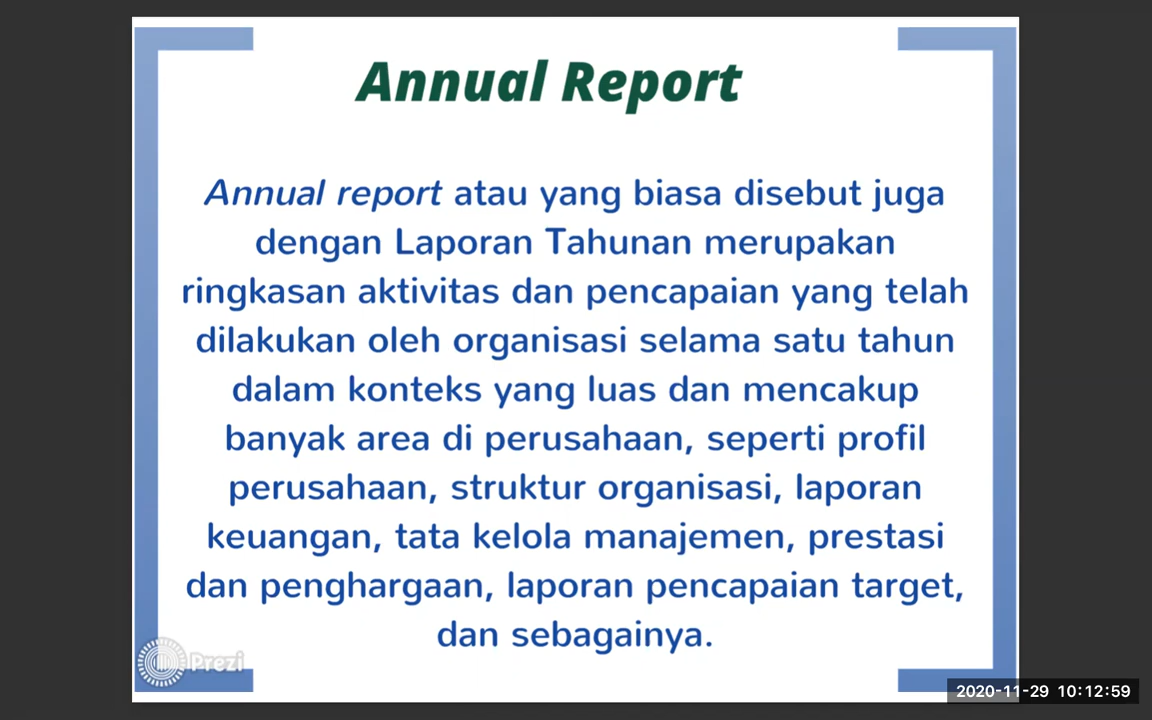 Annual Report
Annual report atau yang biasa disebut juga
dengan Laporan Tahunan merupakan
ringkasan aktivitas dan pencapaian yang telah
dilakukan oleh organisasi selama satu tahun
dalam konteks yang luas dan mencakup
banyak area di perusahaan, seperti profil
perusahaan, struktur organisasi, laporan
keuangan, tata kelola manajemen, prestasi
dan penghargaan, laporan pencapaian target,
dan sebagainya.
Prezi
2020-11-29 10:12:59